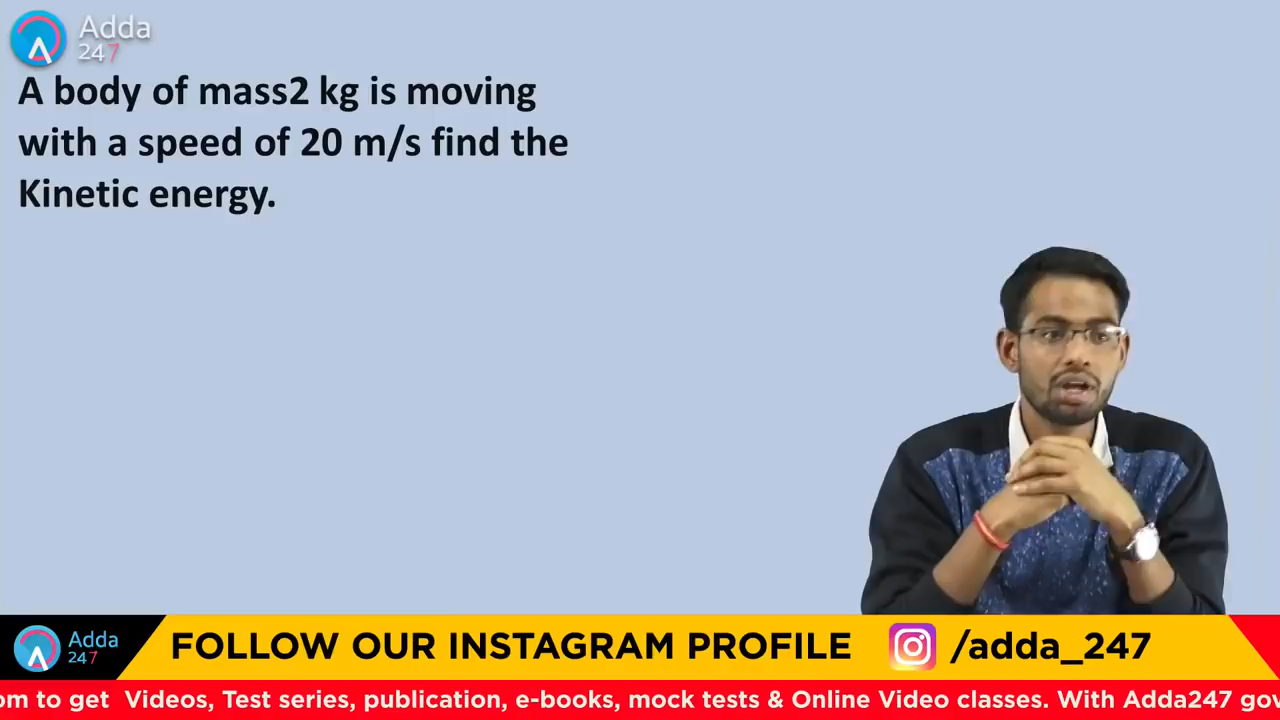 Adda
247
A body of mass2 kg is moving
with a speed of 20 m/s find the
Kinetic energy.
Adda
247
FOLLOW OUR INSTAGRAM PROFILE /adda_247
om to get Videos, Test series, publication, e-books, mock tests & Online Video classes. With Adda247 gov